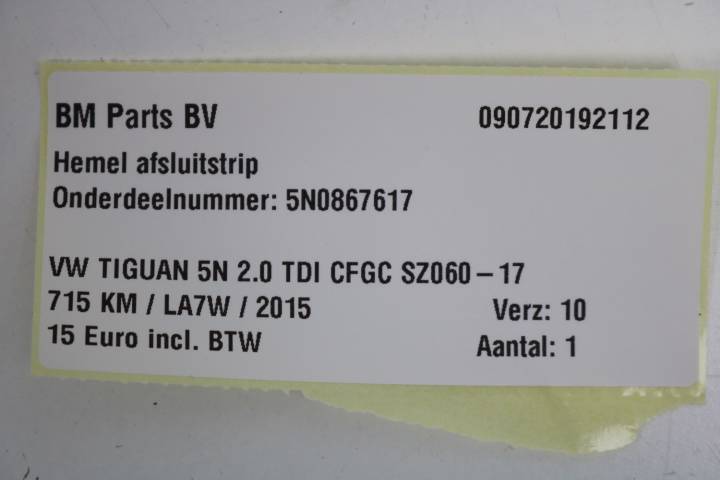 BM Parts BV 090720192112
Hemel afsluitstrip
Onderdeelnummer: 5N0867617
VW TIGUAN 5N 2.0 TDI CFGC SZ060-17
715 KM / LA7W / 2015 Verz: 10
15 Euro incl. BTW Aantal: 1